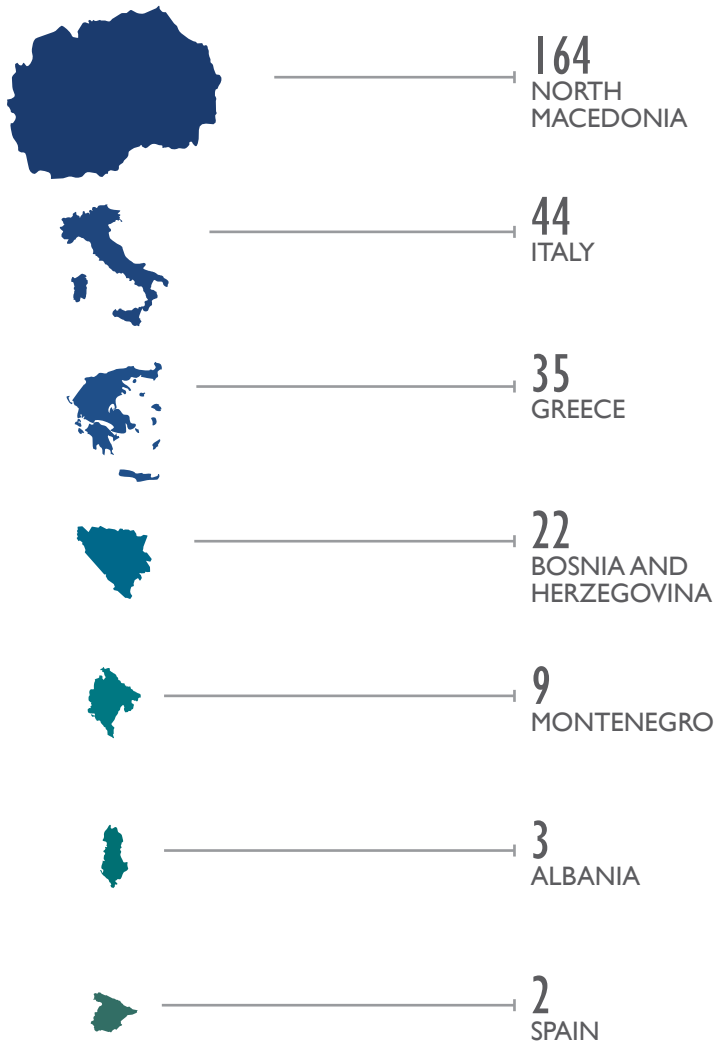 164
NORTH
MACEDONIA
44
ITALY
35
GREECE
22
BOSNIA AND
HERZEGOVINA
9
MONTENEGRO
3
ALBANIA
2
SPAIN